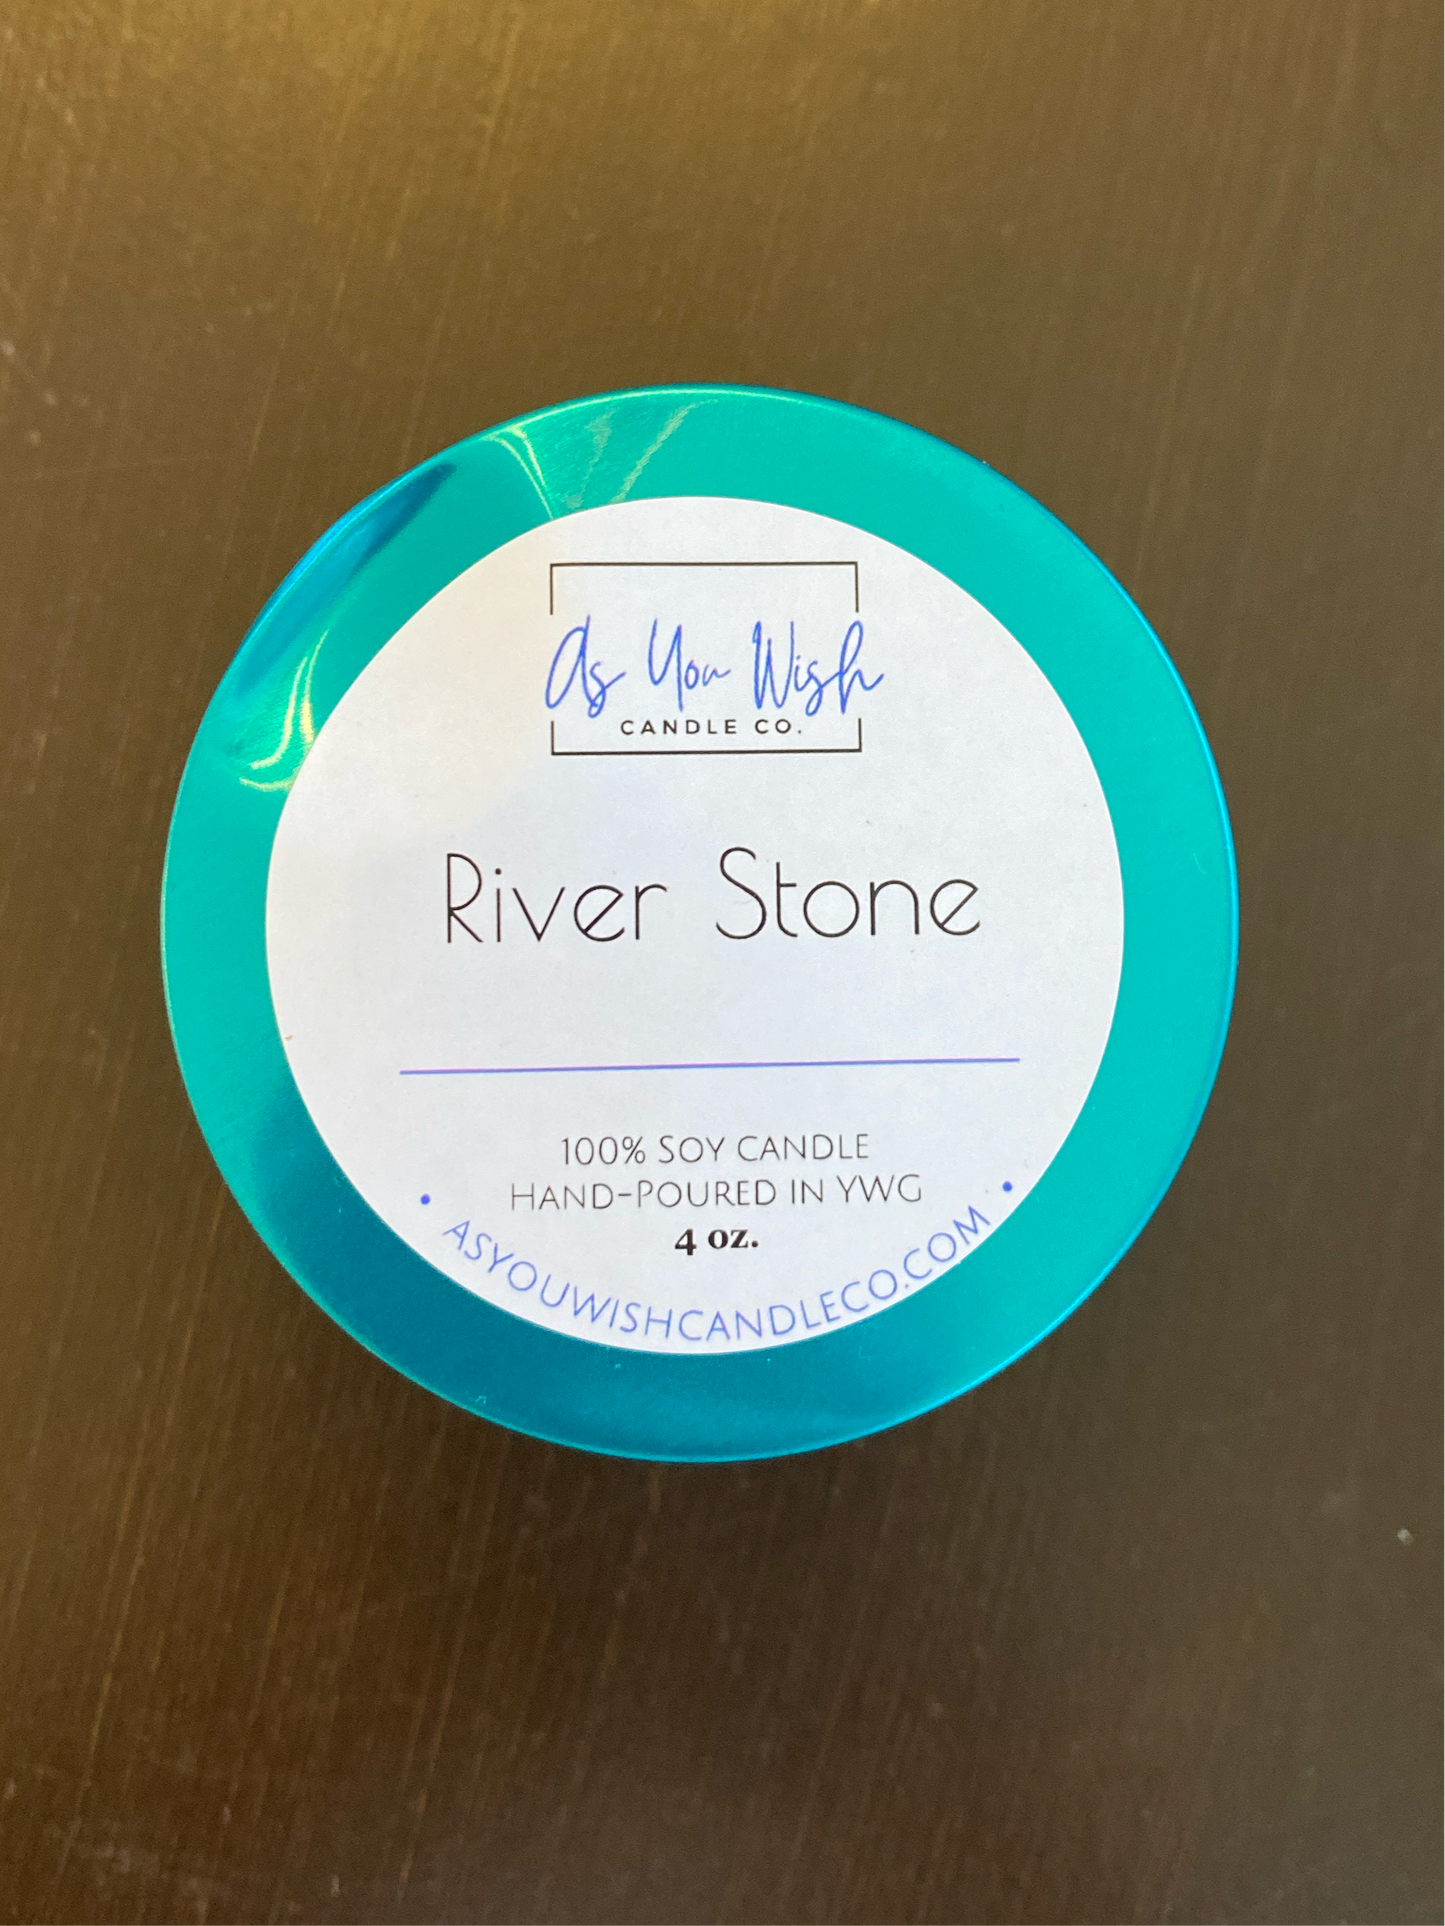 As You Wish
CANDLE CO.
River Stone
100% SOY CANDLE
HAND-POURED IN YWG
4 oz.
• ASYOUWISHCANDLECO.COM •